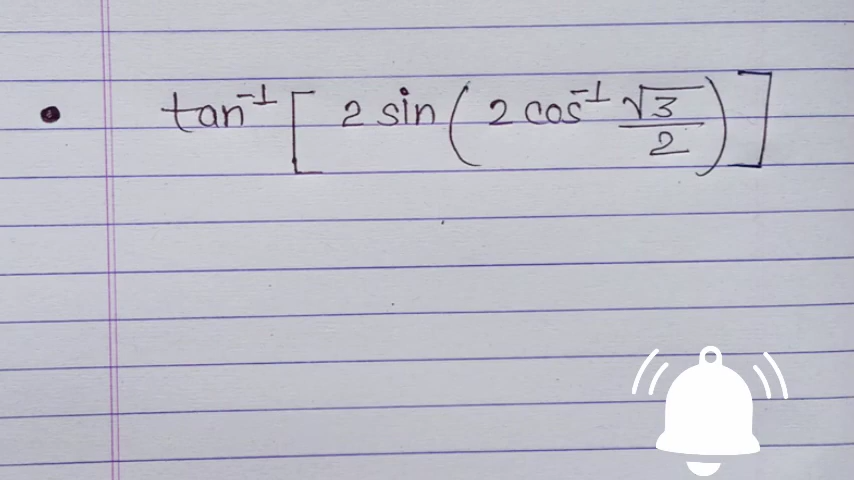 • tan⁻¹ [ 2 sin ( 2 cos⁻¹ √3/2 ) ]